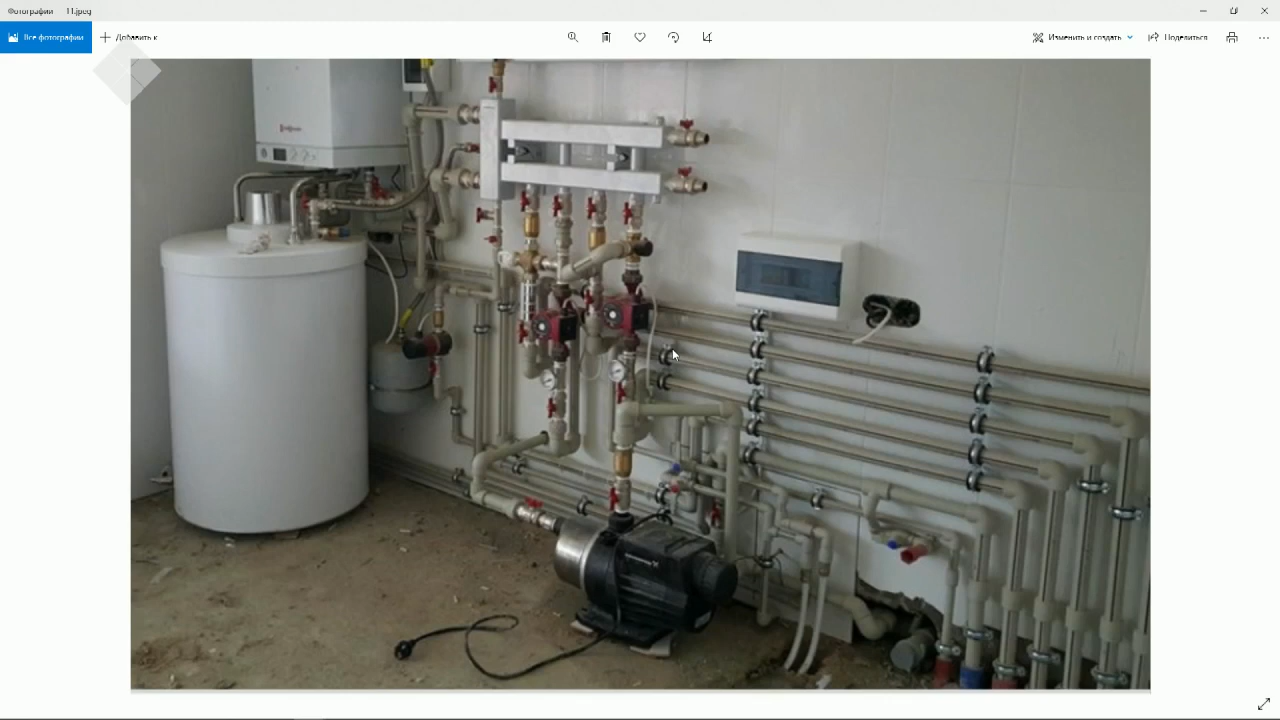 Фотографии 11.jpeg
Все фотографии
Добавить к
Изменить и создать
Поделиться